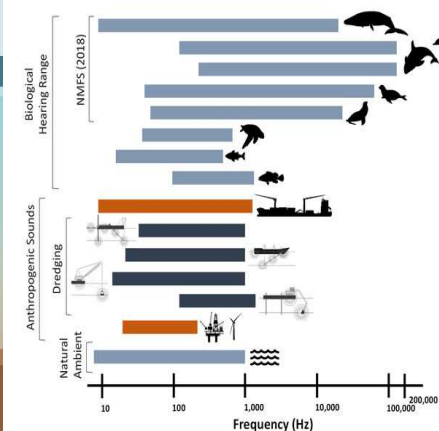 Biological
Hearing Range
NMFS (2018)
Anthropogenic Sounds
Dredging
Natural
Ambient
10
100
1,000
10,000
100,000
200,000
Frequency (Hz)